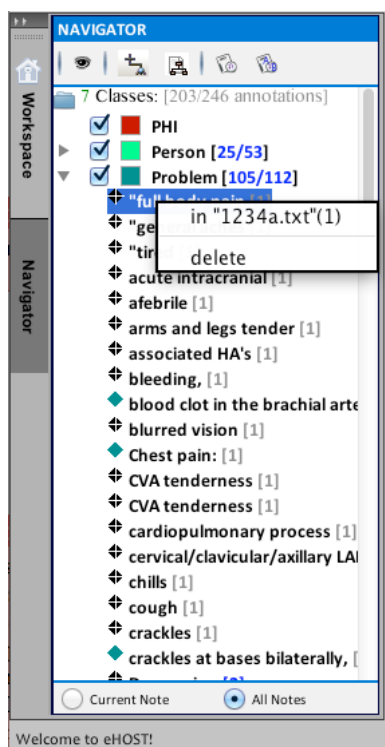 NAVIGATOR
Workspace
Navigator
7 Classes: [203/246 annotations]
PHI
Person [25/53]
Problem [105/112]
"full body pain
in "1234a.txt"(1)
"general
"tired
delete
acute intracranial [1]
afebrile [1]
arms and legs tender [1]
associated HA's [1]
bleeding, [1]
blood clot in the brachial arte
blurred vision [1]
Chest pain: [1]
CVA tenderness [1]
CVA tenderness [1]
cardiopulmonary process [1]
cervical/clavicular/axillary LAI
chills [1]
cough [1]
crackles [1]
crackles at bases bilaterally, [
Current Note
All Notes
Welcome to eHOST!